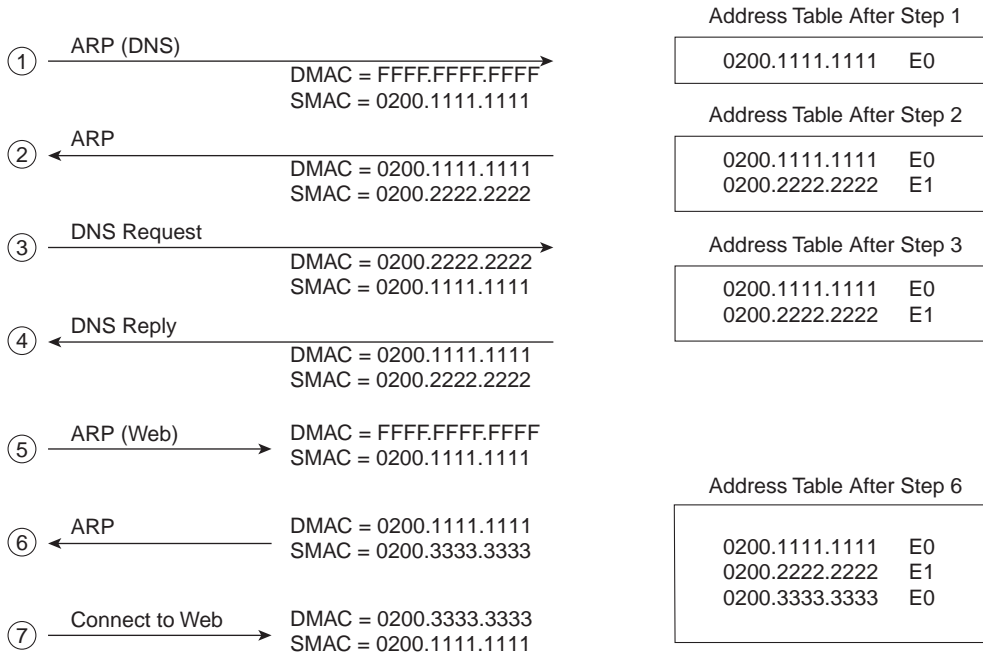 Address Table After Step 1
1 ARP (DNS)
DMAC = FFFF.FFFF.FFFF
SMAC = 0200.1111.1111
0200.1111.1111 E0
Address Table After Step 2
2 ARP
DMAC = 0200.1111.1111
SMAC = 0200.2222.2222
0200.1111.1111 E0
0200.2222.2222 E1
3 DNS Request
DMAC = 0200.2222.2222
SMAC = 0200.1111.1111
Address Table After Step 3
0200.1111.1111 E0
0200.2222.2222 E1
4 DNS Reply
DMAC = 0200.1111.1111
SMAC = 0200.2222.2222
5 ARP (Web)
DMAC = FFFF.FFFF.FFFF
SMAC = 0200.1111.1111
Address Table After Step 6
6 ARP
DMAC = 0200.1111.1111
SMAC = 0200.3333.3333
0200.1111.1111 E0
0200.2222.2222 E1
0200.3333.3333 E0
7 Connect to Web
DMAC = 0200.3333.3333
SMAC = 0200.1111.1111